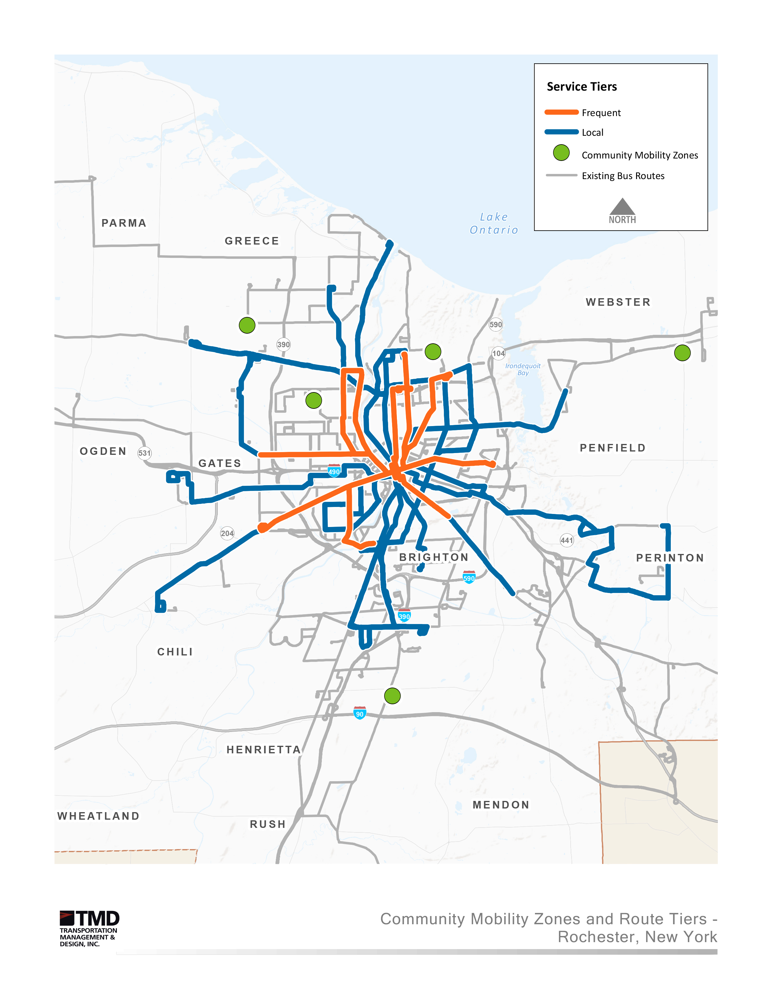 Service Tiers
Frequent
Local
Community Mobility Zones
Existing Bus Routes
NORTH
Lake
Ontario
PARMA
GREECE
WEBSTER
590
390
104
Irondequoit
Bay
OGDEN
531
GATES
490
PENFIELD
204
441
BRIGHTON
PERINTON
590
390
CHILI
90
HENRIETTA
MENDON
WHEATLAND
RUSH
TMD
TRANSPORTATION
MANAGEMENT &
DESIGN, INC.
Community Mobility Zones and Route Tiers -
Rochester, New York